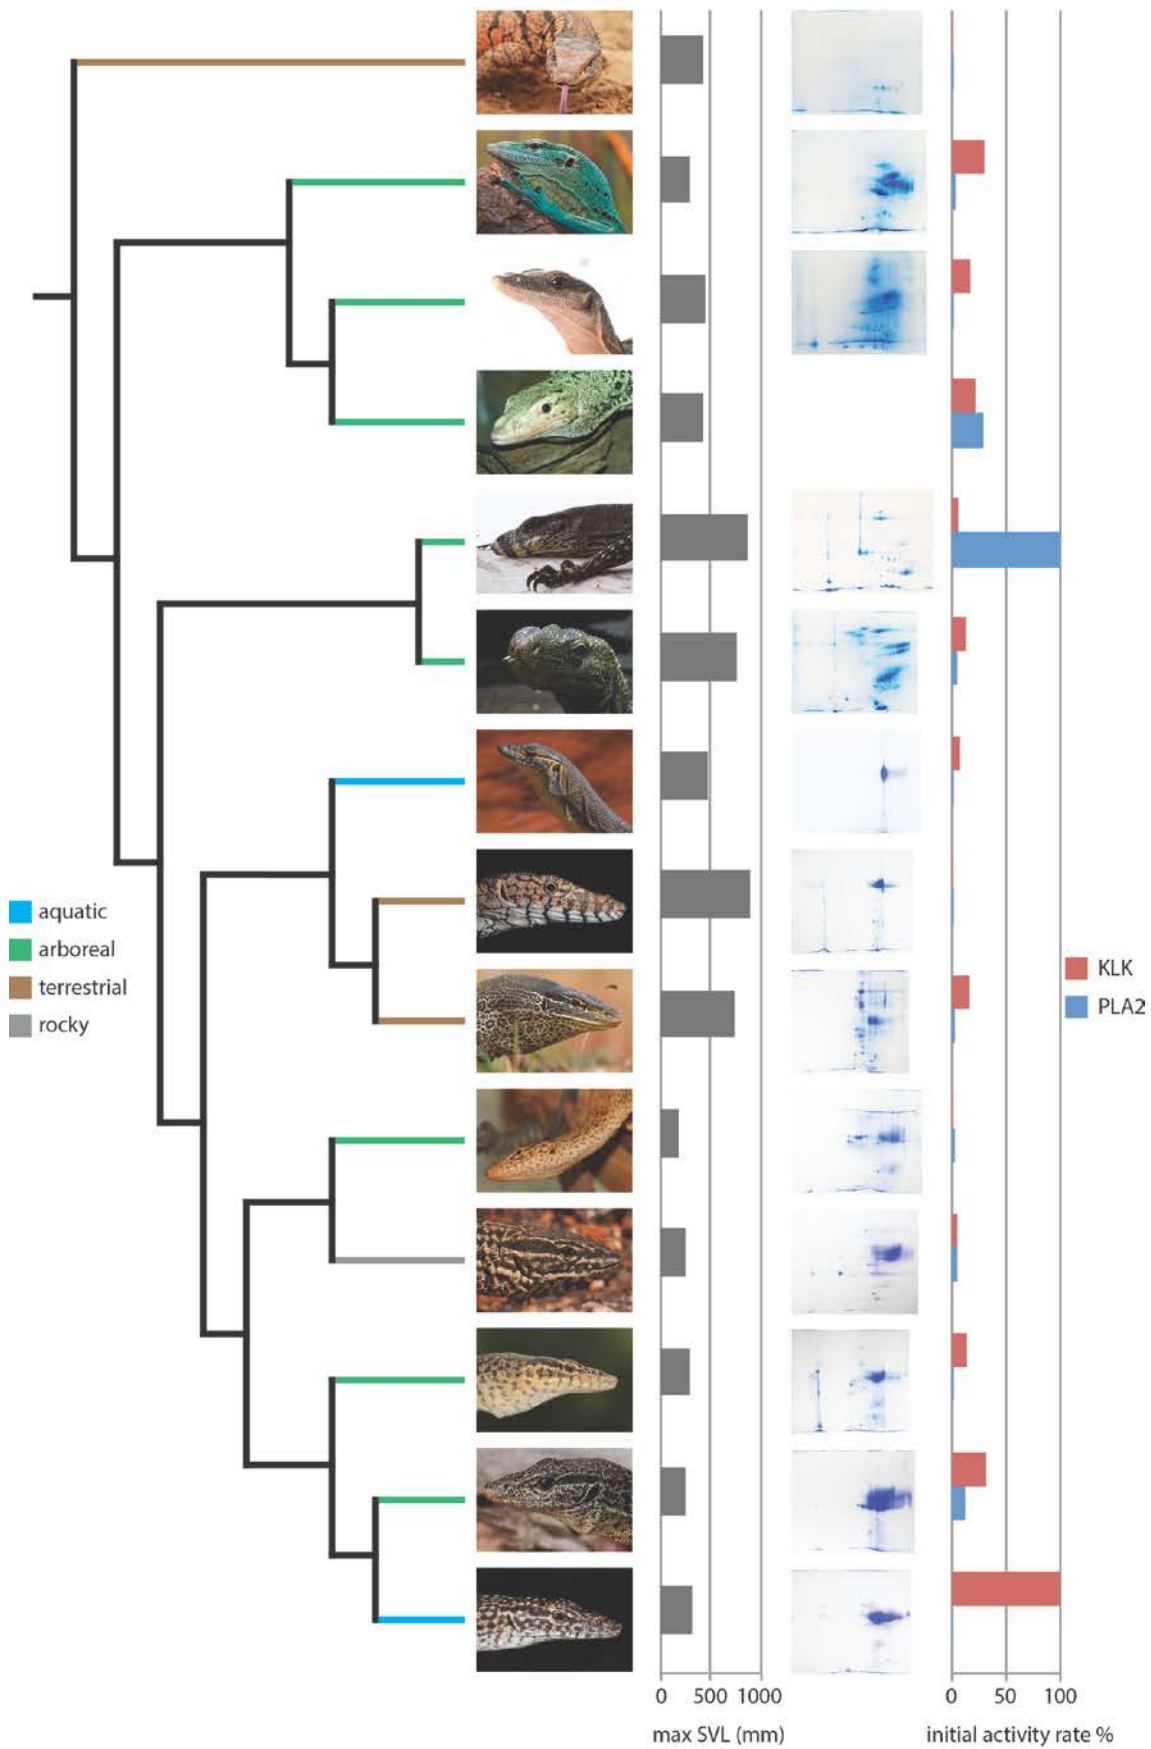 aquatic
arboreal
terrestrial
rocky
KLK
PLA2
0 500 1000
max SVL (mm)
0 50 100
initial activity rate %